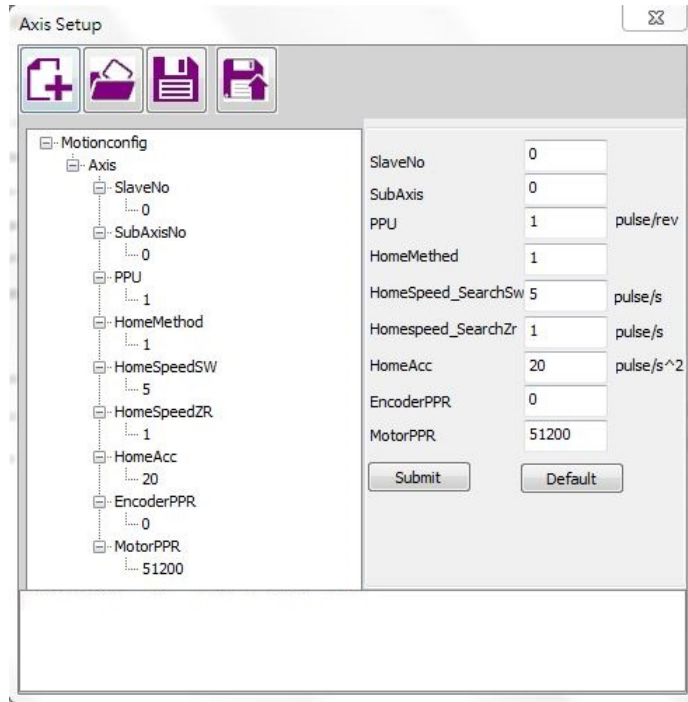 Axis Setup
Motionconfig
Axis
SlaveNo
0
SubAxisNo
0
PPU
1
HomeMethod
1
HomeSpeedSW
5
HomeSpeedZR
1
HomeAcc
20
EncoderPPR
0
MotorPPR
51200
SlaveNo 0
SubAxis 0
PPU 1 pulse/rev
HomeMethed 1
HomeSpeed_SearchSw 5 pulse/s
Homespeed_SearchZr 1 pulse/s
HomeAcc 20 pulse/s^2
EncoderPPR 0
MotorPPR 51200
Submit Default